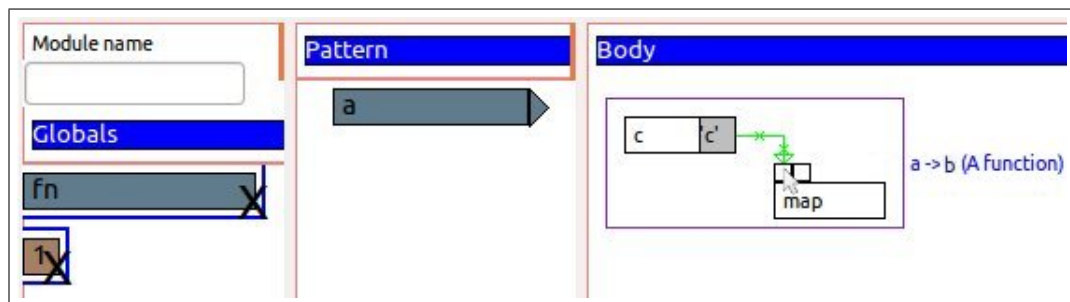 Module name
Globals
fn
X
1
X
Pattern
a
Body
c
'c'
map
a -> b (A function)